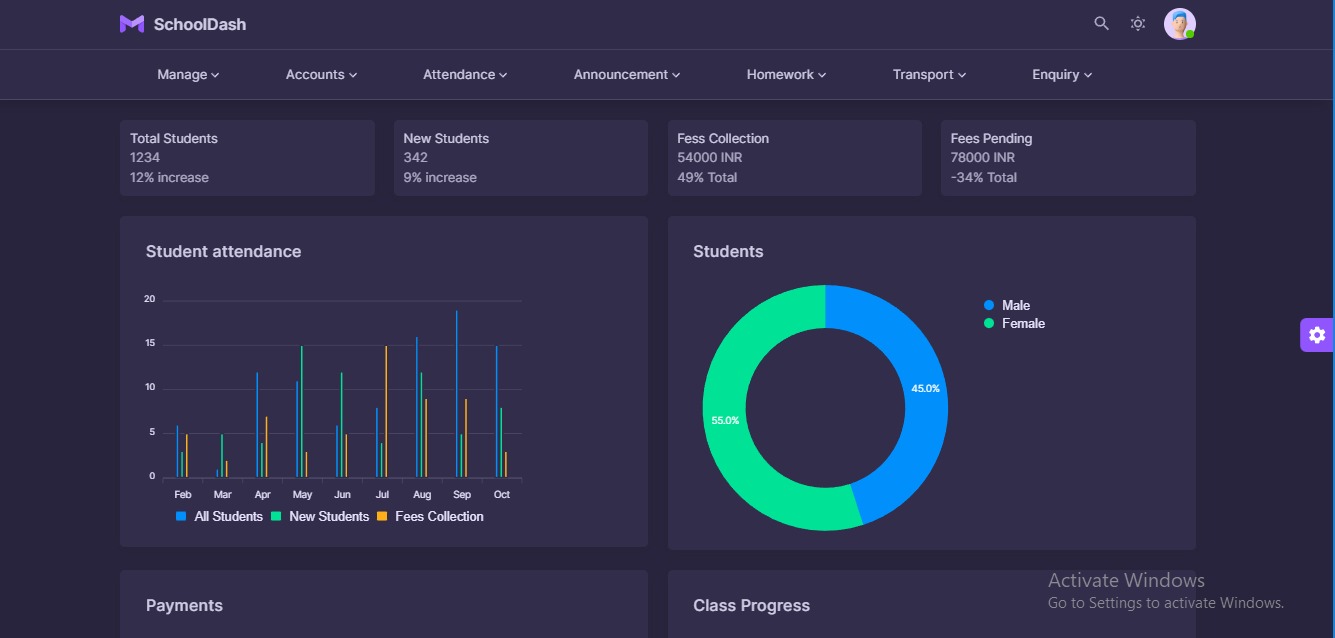 SchoolDash
Manage Accounts Attendance Announcement Homework Transport Enquiry
Total Students
1234
12% increase
New Students
342
9% increase
Fess Collection
54000 INR
49% Total
Fees Pending
78000 INR
-34% Total
Student attendance
20
15
10
5
0
Feb Mar Apr May Jun Jul Aug Sep Oct
All Students New Students Fees Collection
Students
45.0%
55.0%
Male
Female
Payments
Class Progress
Activate Windows
Go to Settings to activate Windows.